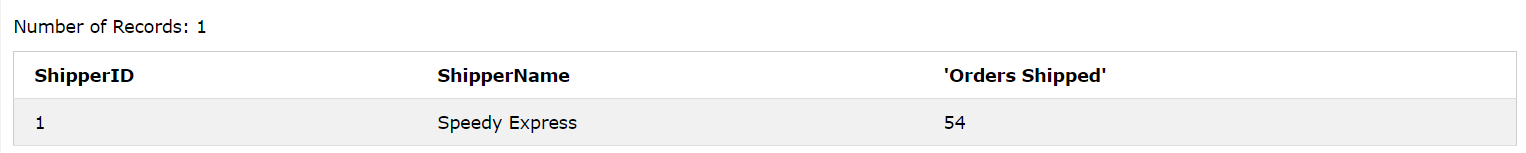 Number of Records: 1
ShipperID ShipperName 'Orders Shipped'
1 Speedy Express 54